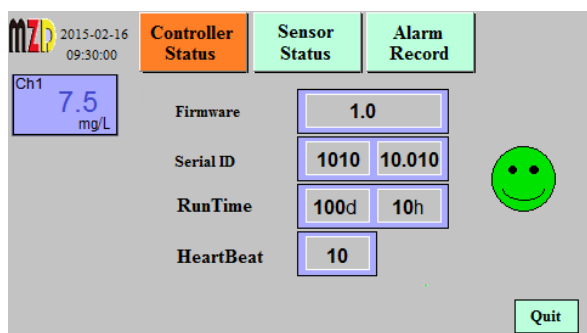 MZD 2015-02-16
09:30:00
Controller
Status
Sensor
Status
Alarm
Record
Ch1
7.5
mg/L
Firmware 1.0
Serial ID 1010 10.010
RunTime 100d 10h
HeartBeat 10
Quit